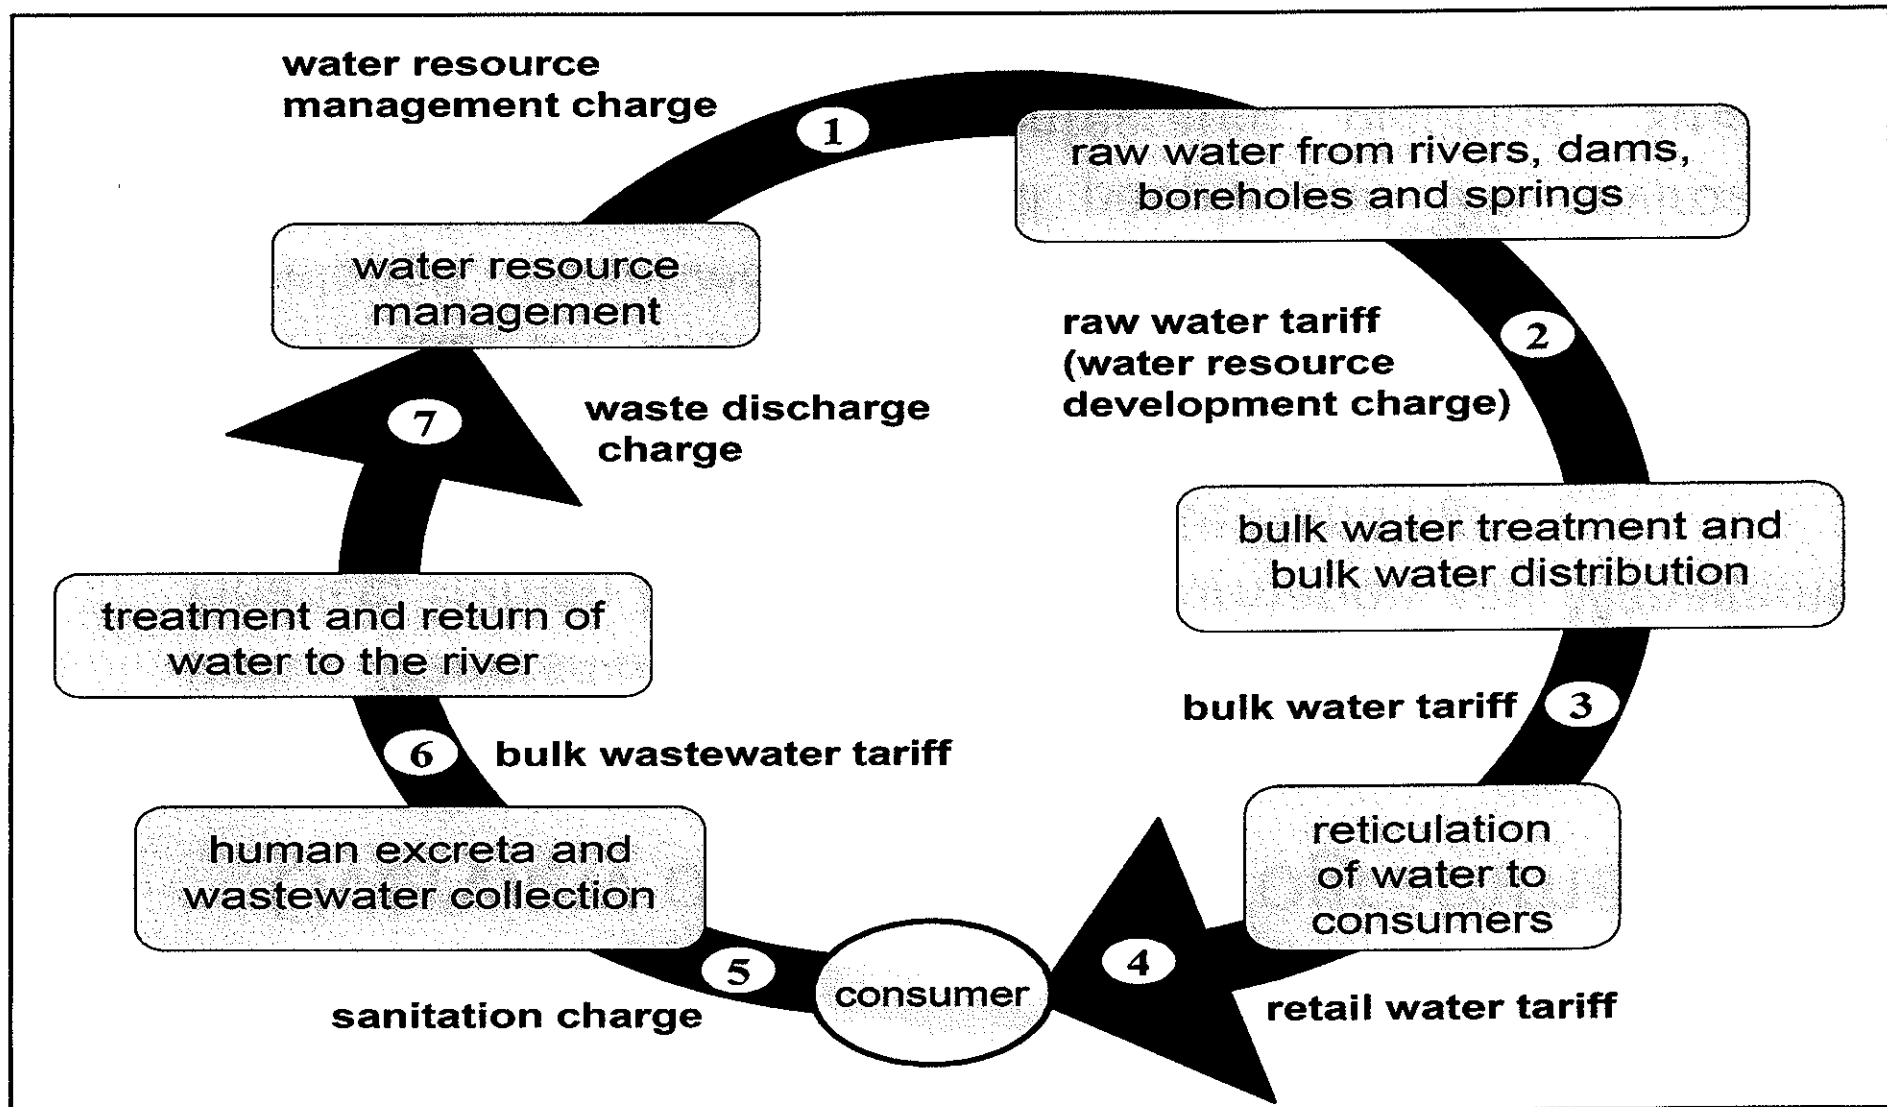 water resource
management charge
1
raw water from rivers, dams,
boreholes and springs
water resource
management
raw water tariff
(water resource
development charge)
2
7
waste discharge
charge
bulk water treatment and
bulk water distribution
treatment and return of
water to the river
bulk water tariff
3
6
bulk wastewater tariff
reticulation
of water to
consumers
human excreta and
wastewater collection
4
retail water tariff
consumer
5
sanitation charge